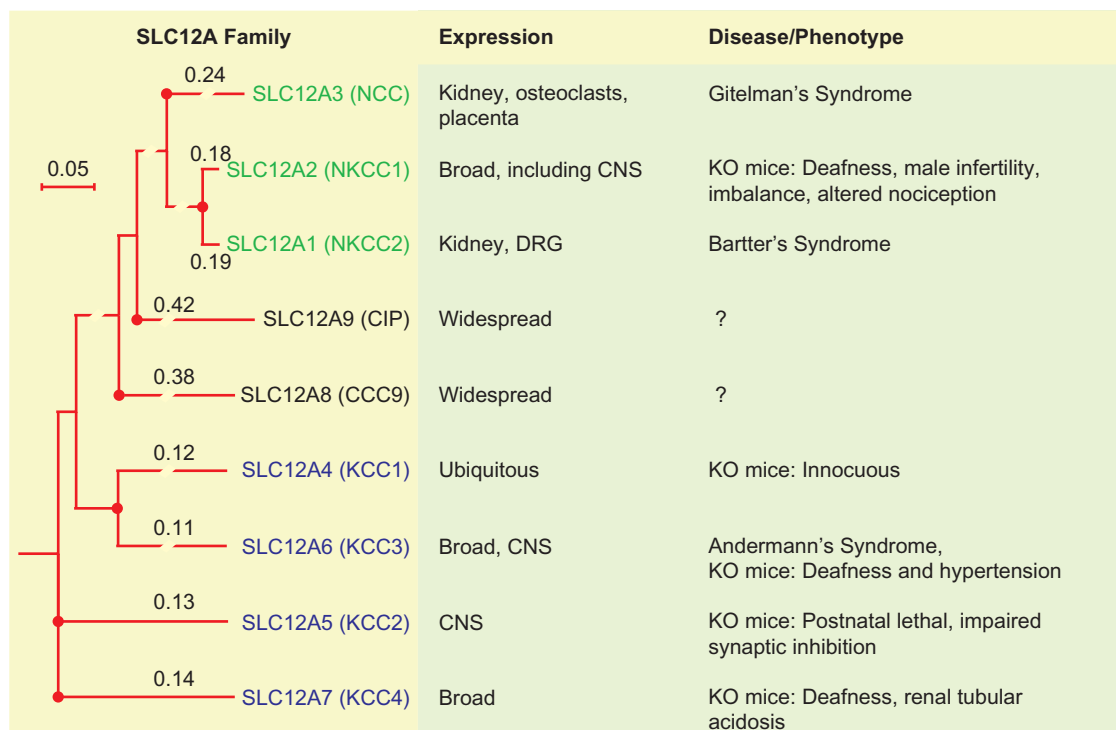 SLC12A Family Expression Disease/Phenotype
0.24
SLC12A3 (NCC) Kidney, osteoclasts, Gitelman's Syndrome
placenta
0.05
0.18
SLC12A2 (NKCC1) Broad, including CNS KO mice: Deafness, male infertility,
imbalance, altered nociception
SLC12A1 (NKCC2) Kidney, DRG Bartter's Syndrome
0.19
0.42
SLC12A9 (CIP) Widespread ?
0.38
SLC12A8 (CCC9) Widespread ?
0.12
SLC12A4 (KCC1) Ubiquitous KO mice: Innocuous
0.11
SLC12A6 (KCC3) Broad, CNS Andermann's Syndrome,
KO mice: Deafness and hypertension
0.13
SLC12A5 (KCC2) CNS KO mice: Postnatal lethal, impaired
synaptic inhibition
0.14
SLC12A7 (KCC4) Broad KO mice: Deafness, renal tubular
acidosis